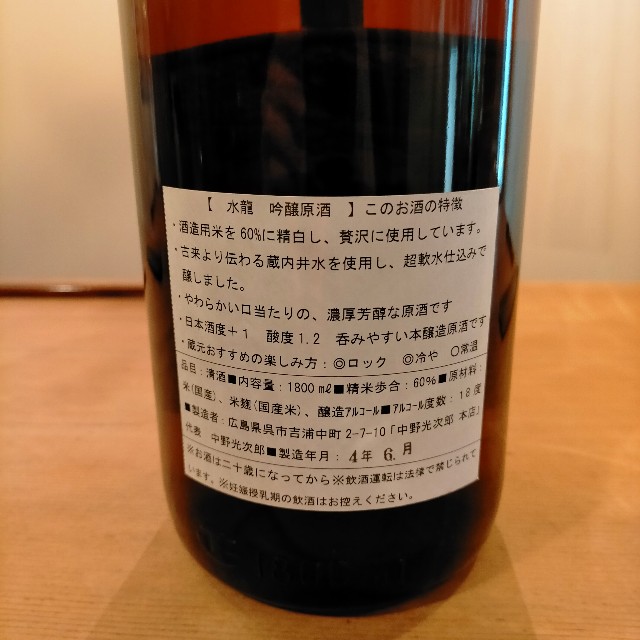 【 水龍 吟醸原酒 】このお酒の特徴
・酒造用米を60%に精白し、贅沢に使用しています。
・古来より伝わる蔵内井水を使用し、超軟水仕込みで
醸しました。
・やわらかい口当たりの、濃厚芳醇な原酒です
・日本酒度＋1 酸度1.2 呑みやすい本醸造原酒です
・蔵元おすすめの楽しみ方：◎ロック ◎冷や ○常温
品目：清酒■内容量：1800㎖■精米歩合：60%■原材料：
米(国産)、米麹(国産米)、醸造ｱﾙｺｰﾙ■ｱﾙｺｰﾙ度数：18度
■製造者：広島県呉市吉浦中町2-7-10「中野光次郎 本店」
代表 中野光次郎■製造年月：4年6.月
※お酒は二十歳になってから※飲酒運転は法律で禁じられて
います。※妊娠授乳期の飲酒はお控えください。